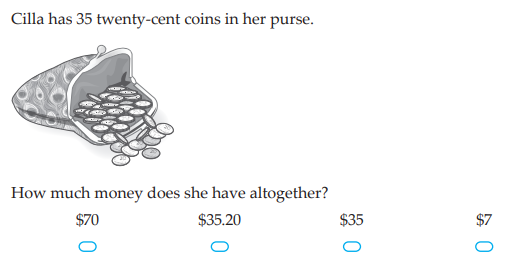 Cilla has 35 twenty-cent coins in her purse.
How much money does she have altogether?
$70 $35.20 $35 $7